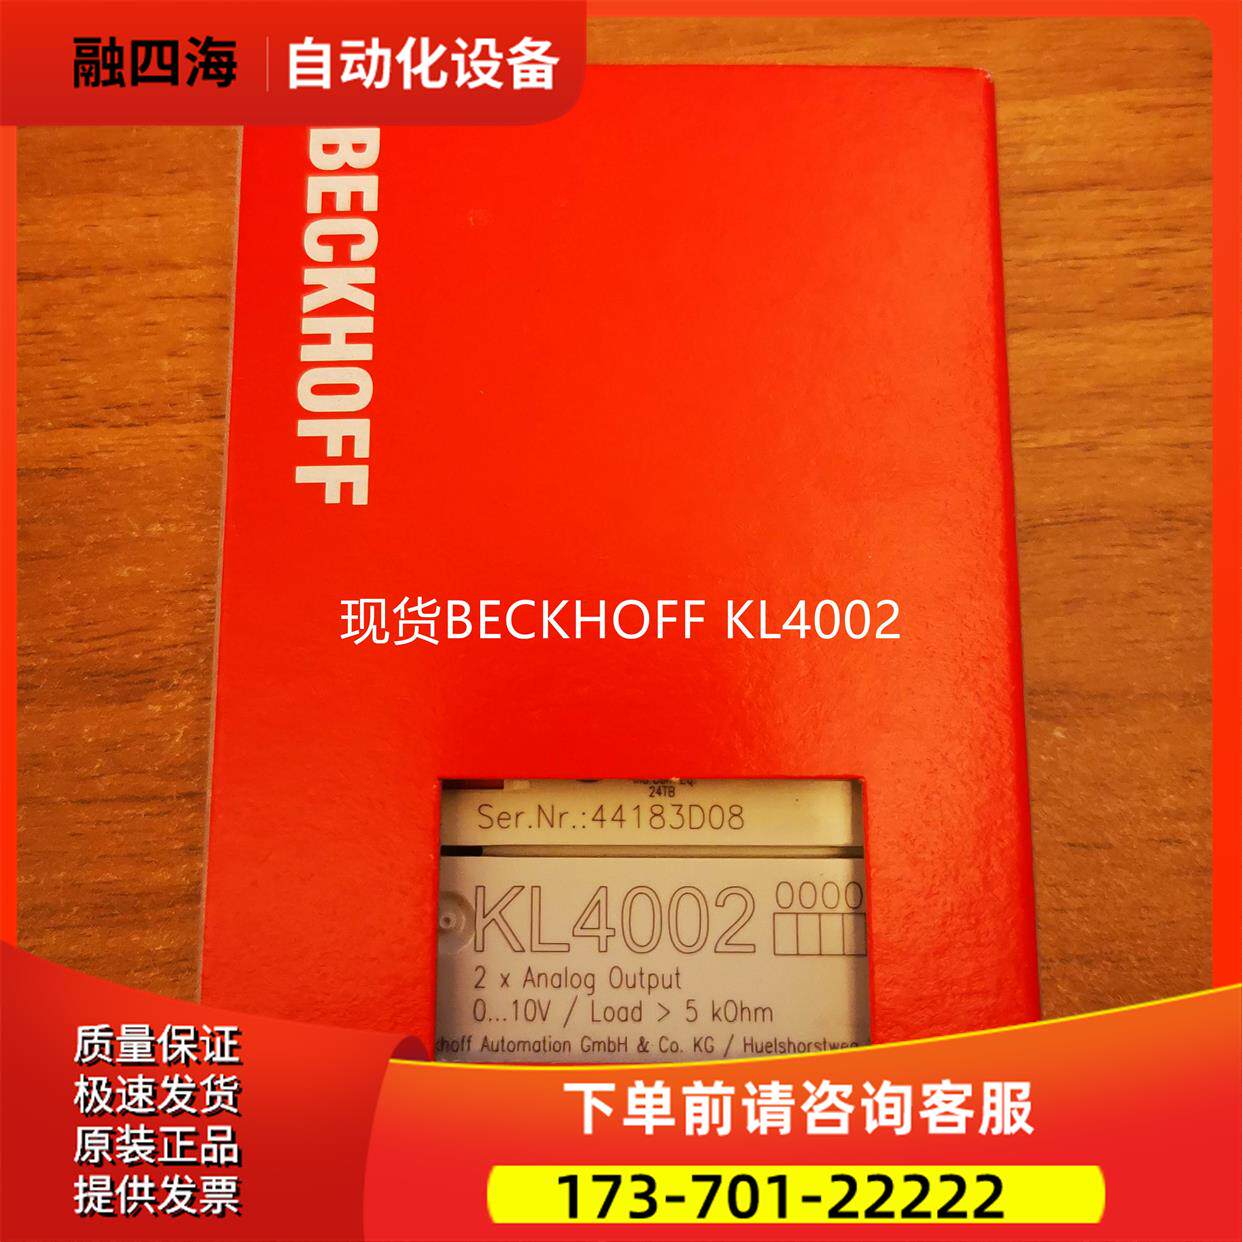 融四海 自动化设备
BECKHOFF
现货BECKHOFF KL4002
24TB
Ser.Nr.:44183D08
KL4002
2 x Analog Output
0...10V / Load > 5 kOhm
khoff Automation GmbH & Co. KG / Huelshorstweg
质量保证
极速发货
原装正品
提供发票
下单前请咨询客服
173-701-22222